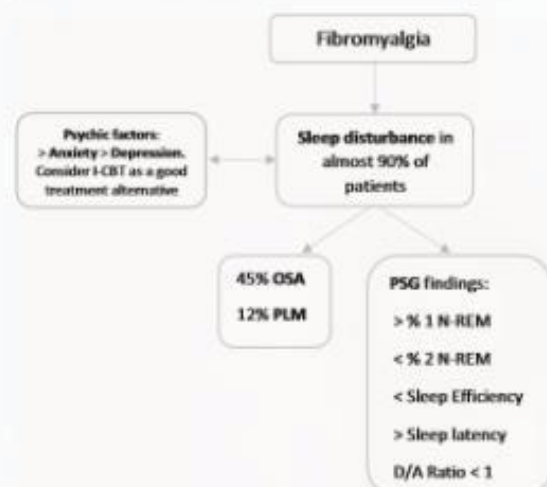 Fibromyalgia
Psychic factors:
> Anxiety > Depression.
Consider I-CBT as a good
treatment alternative
Sleep disturbance in
almost 90% of
patients
45% OSA
12% PLM
PSG findings:
> % 1 N-REM
< % 2 N-REM
< Sleep Efficiency
> Sleep latency
D/A Ratio < 1